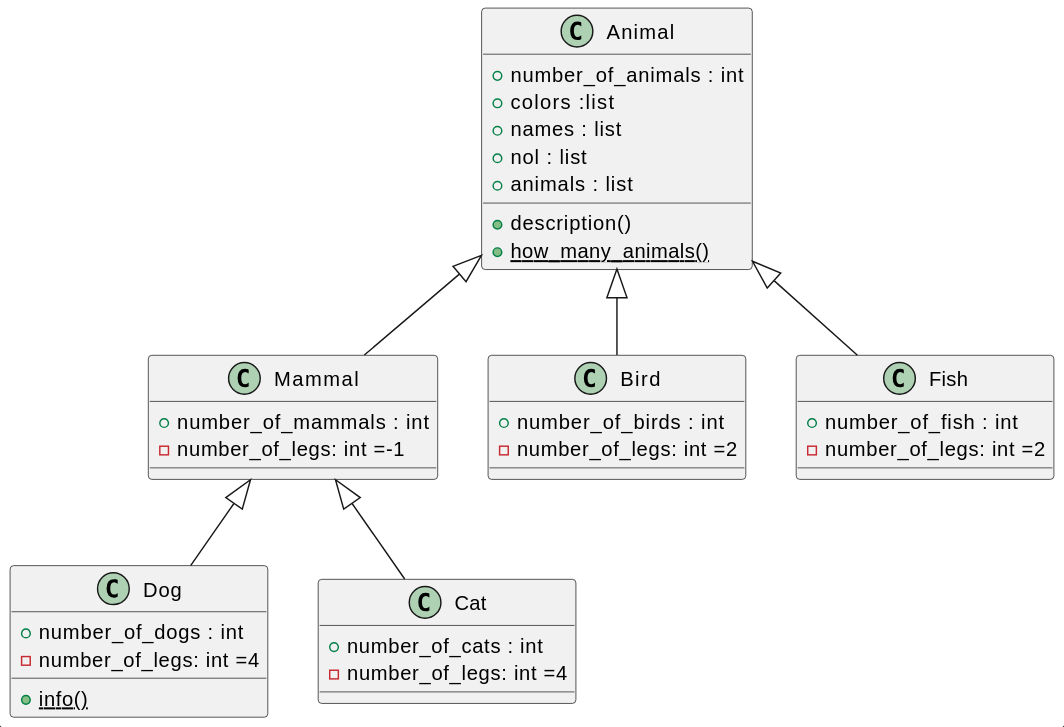 C Animal
number_of_animals : int
colors :list
names : list
nol : list
animals : list
description()
how_many_animals()
C Mammal
number_of_mammals : int
number_of_legs: int =-1
C Bird
number_of_birds : int
number_of_legs: int =2
C Fish
number_of_fish : int
number_of_legs: int =2
C Dog
number_of_dogs : int
number_of_legs: int =4
info()
C Cat
number_of_cats : int
number_of_legs: int =4